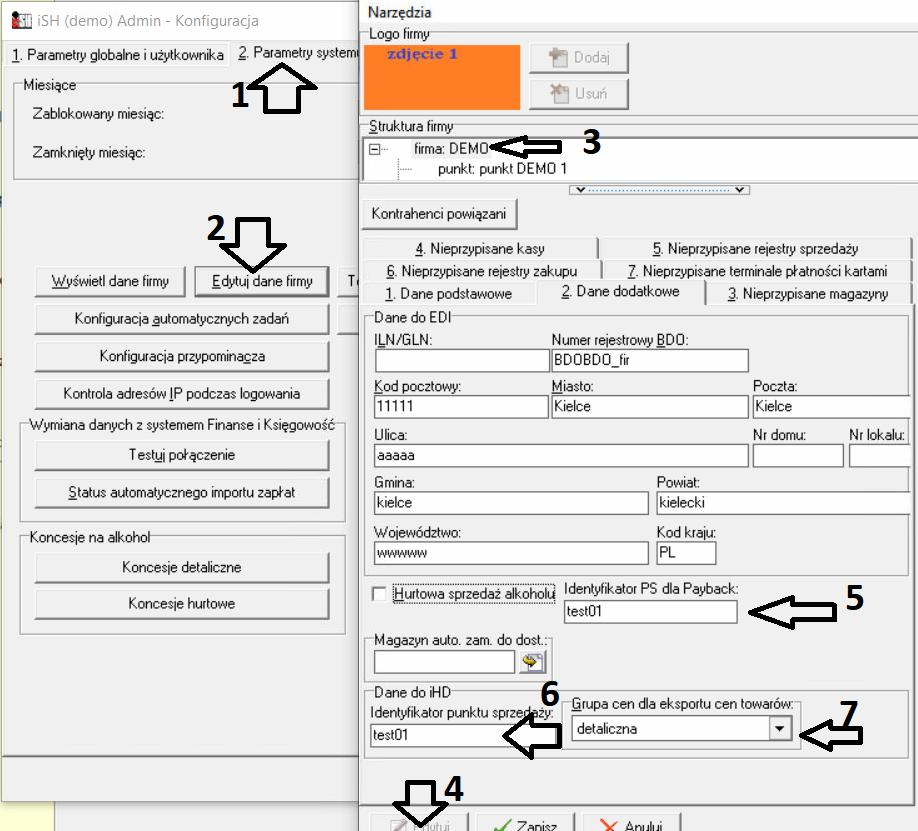 iSH (demo) Admin - Konfiguracja
1. Parametry globalne i użytkownika
2. Parametry systemu
1
Miesiące
Zablokowany miesiąc:
Zamknięty miesiąc:
2
Wyświetl dane firmy
Edytuj dane firmy
Konfiguracja automatycznych zadań
Konfiguracja przypominacza
Kontrola adresów IP podczas logowania
Wymiana danych z systemem Finanse i Księgowość
Testuj połączenie
Status automatycznego importu zapłat
Koncesje na alkohol
Koncesje detaliczne
Koncesje hurtowe
Narzędzia
Logo firmy
zdjęcie 1
Dodaj
Usuń
Struktura firmy
firma: DEMO
3
punkt: punkt DEMO 1
Kontrahenci powiązani
4. Nieprzypisane kasy
5. Nieprzypisane rejestry sprzedaży
6. Nieprzypisane rejestry zakupu
7. Nieprzypisane terminale płatności kartami
1. Dane podstawowe
2. Dane dodatkowe
3. Nieprzypisane magazyny
Dane do EDI
ILN/GLN:
Numer rejestrowy BDO:
BDOBDO_fir
Kod pocztowy:
Miasto:
Poczta:
11111
Kielce
Kielce
Ulica:
Nr domu:
Nr lokalu:
aaaaa
Gmina:
Powiat:
kielce
kielecki
Województwo:
Kod kraju:
wwwww
PL
Hurtowa sprzedaż alkoholu
Identyfikator PS dla Payback:
test01
5
Magazyn auto. zam. do dost.:
Dane do iHD
6
Identyfikator punktu sprzedaży:
test01
Grupa cen dla eksportu cen towarów:
detaliczna
7
4
Edytuj
Zapisz
Anuluj